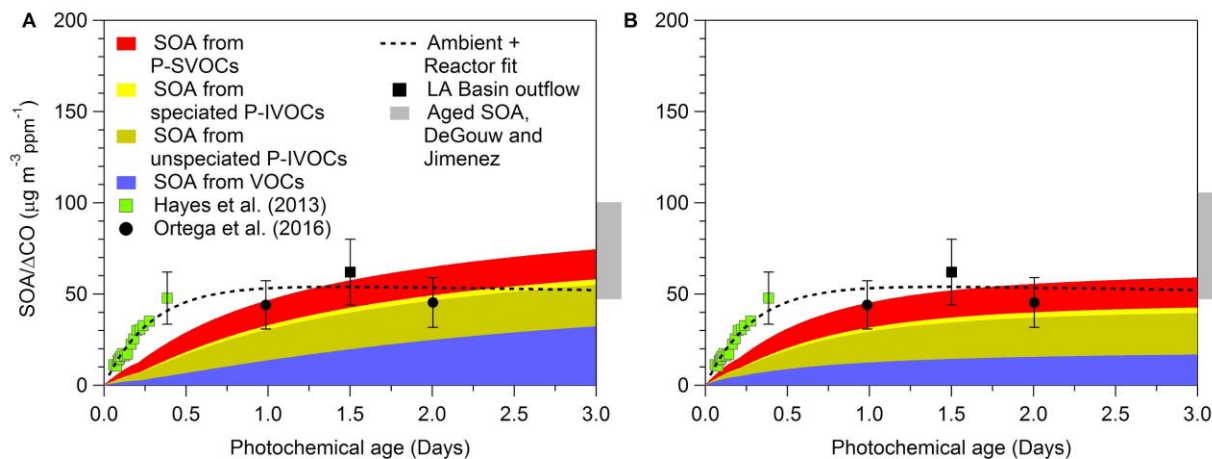 A
B
200
150
100
50
0
SOA/ΔCO (µg m⁻³ ppm⁻¹)
SOA from
P-SVOCs
SOA from
speciated P-IVOCs
SOA from
unspeciated P-IVOCs
SOA from VOCs
Hayes et al. (2013)
Ortega et al. (2016)
Ambient +
Reactor fit
LA Basin outflow
Aged SOA,
DeGouw and
Jimenez
0.0 0.5 1.0 1.5 2.0 2.5 3.0
Photochemical age (Days)
200
150
100
50
0
0.0 0.5 1.0 1.5 2.0 2.5 3.0
Photochemical age (Days)